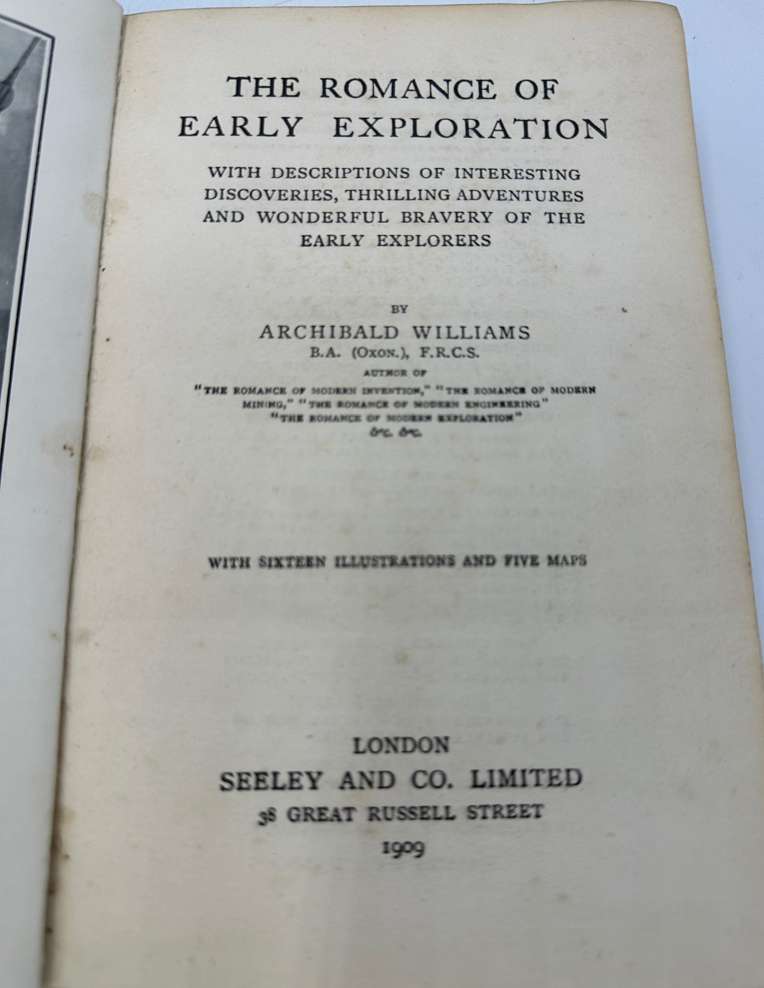 THE ROMANCE OF
EARLY EXPLORATION
WITH DESCRIPTIONS OF INTERESTING
DISCOVERIES, THRILLING ADVENTURES
AND WONDERFUL BRAVERY OF THE
EARLY EXPLORERS
BY
ARCHIBALD WILLIAMS
B.A. (OXON.), F.R.C.S.
AUTHOR OF
"THE ROMANCE OF MODERN INVENTION," "THE ROMANCE OF MODERN
MINING," "THE ROMANCE OF MODERN ENGINEERING"
"THE ROMANCE OF MODERN EXPLORATION"
&c. &c.
WITH SIXTEEN ILLUSTRATIONS AND FIVE MAPS
LONDON
SEELEY AND CO. LIMITED
38 GREAT RUSSELL STREET
1909